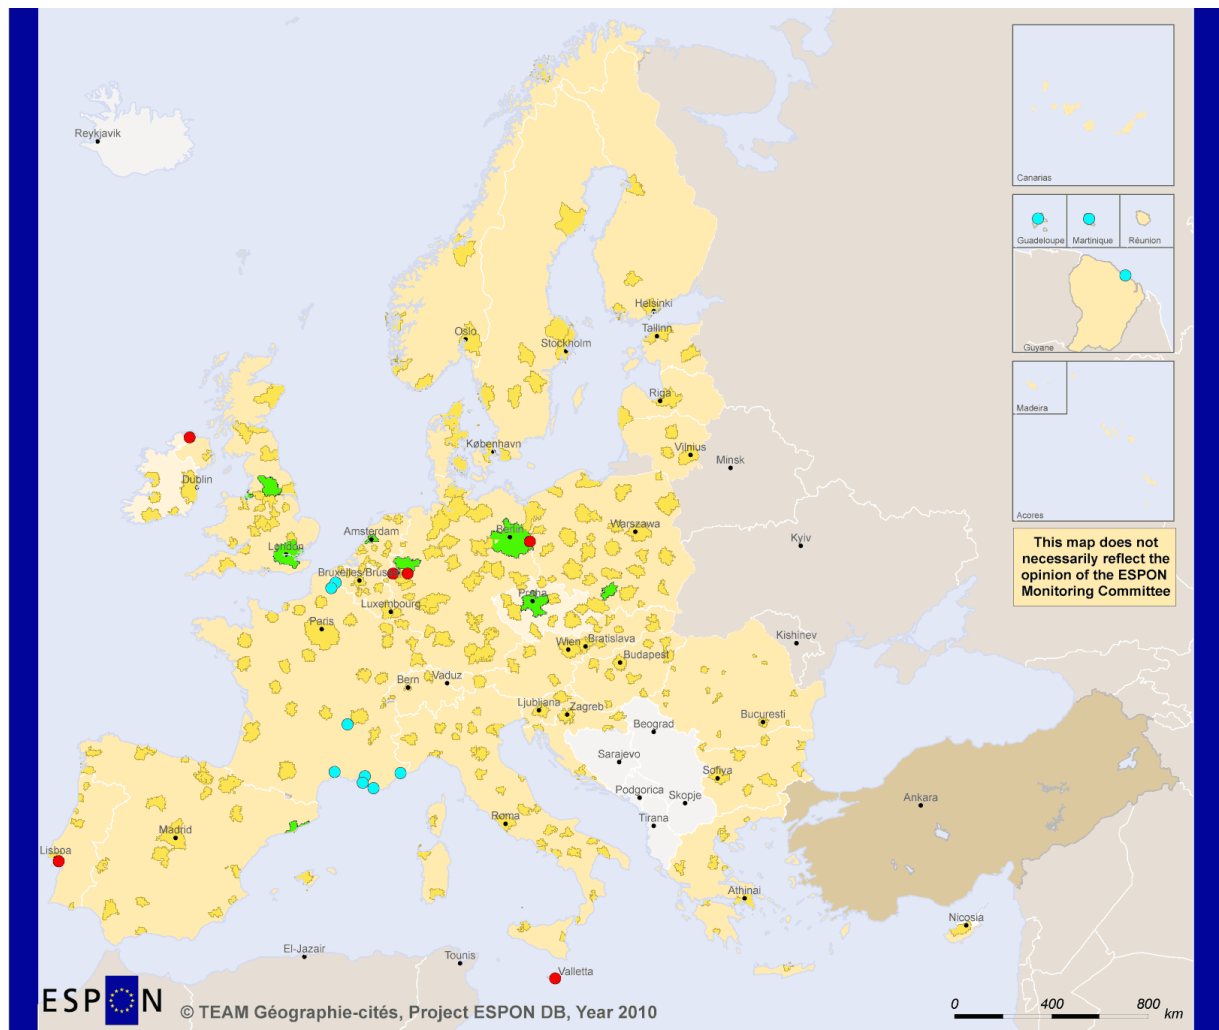 Reykjavik
Canarias
Guadeloupe
Martinique
Réunion
Guyane
Madeira
Acores
This map does not
necessarily reflect the
opinion of the ESPON
Monitoring Committee
Helsinki
Tallinn
Oslo
Stockholm
Riga
København
Vilnius
Minsk
Dublin
Amsterdam
Berlin
Warszawa
London
Kyiv
Bruxelles/Brussel
Praha
Luxembourg
Paris
Kishinev
Wien
Bratislava
Budapest
Bern
Vaduz
Ljubljana
Zagreb
Bucuresti
Beograd
Sarajevo
Sofiya
Podgorica
Skopje
Ankara
Roma
Tirana
Madrid
Lisboa
Athinai
Nicosia
El-Jazair
Tounis
Valletta
ESPON
© TEAM Géographie-cités, Project ESPON DB, Year 2010
0 400 800
km